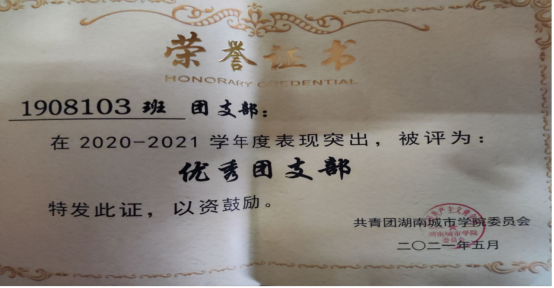 荣誉证书
HONORARY CREDENTIAL
1908103 班 团支部：
在 2020-2021 学年度表现突出，被评为：
优秀团支部
特发此证，以资鼓励。
共青团湖南城市学院委员会
二〇二一年五月